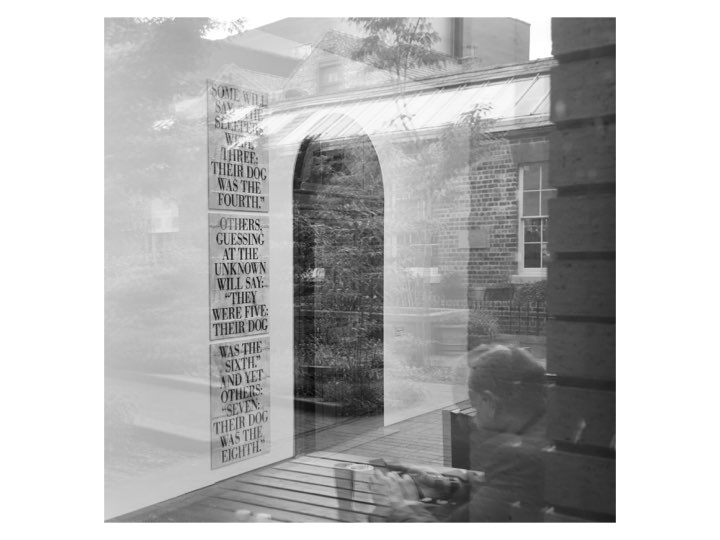 SOME WILL
SAY: "THE
SLEEPERS
WERE
THREE:
THEIR DOG
WAS THE
FOURTH."
OTHERS,
GUESSING
AT THE
UNKNOWN
WILL SAY:
"THEY
WERE FIVE:
THEIR DOG
WAS THE
SIXTH."
AND YET
OTHERS:
"SEVEN:
THEIR DOG
WAS THE
EIGHTH."